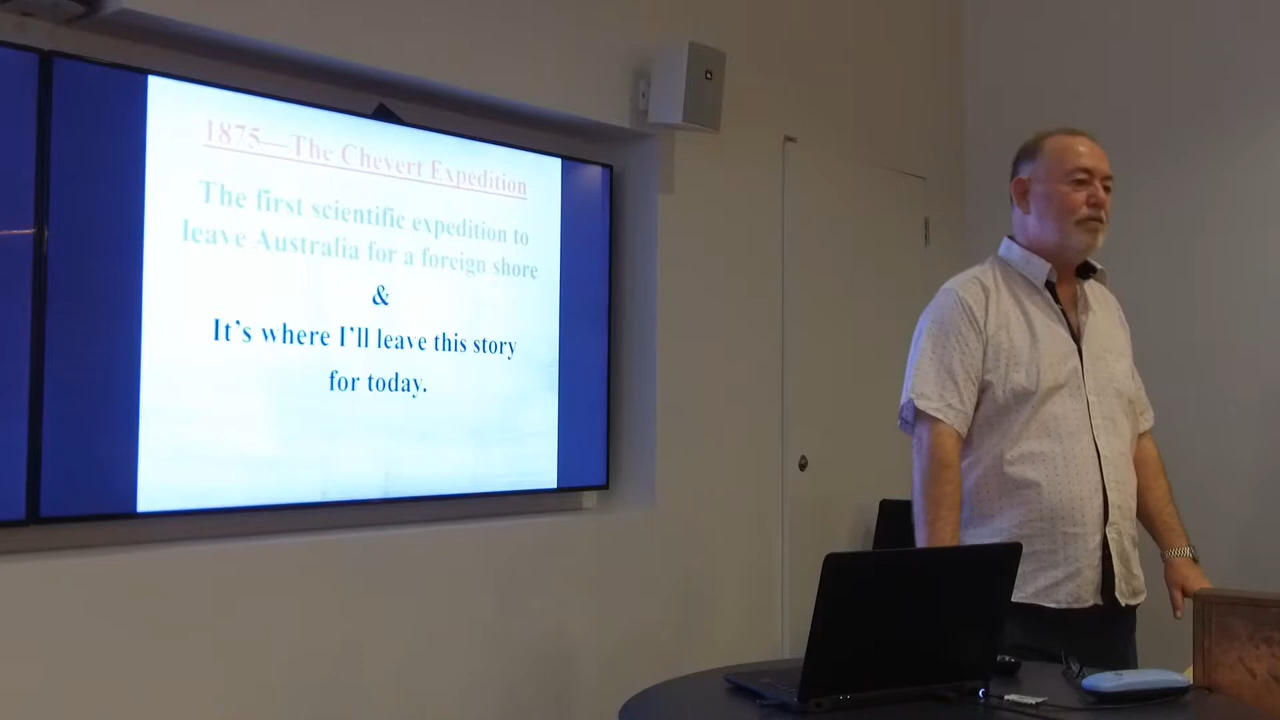 1875—The Chevert Expedition
The first scientific expedition to
leave Australia for a foreign shore
&
It's where I'll leave this story
for today.